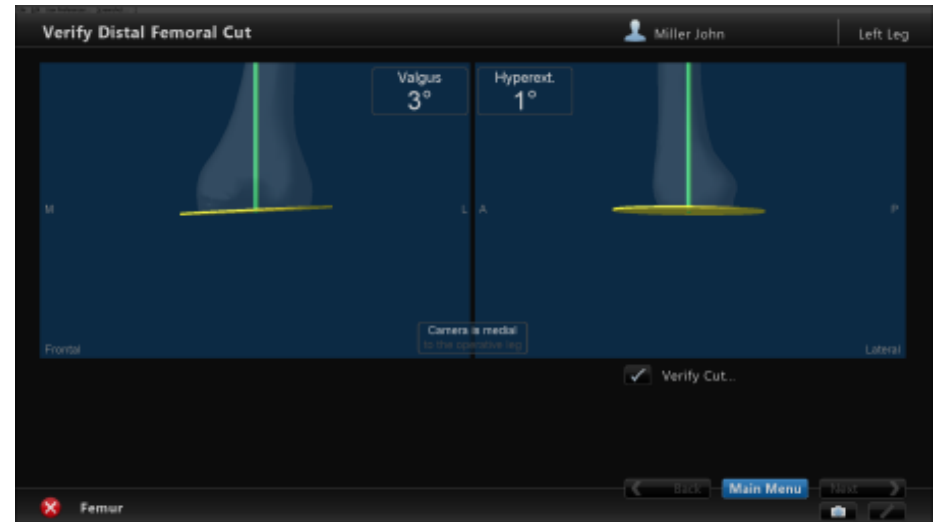 Verify Distal Femoral Cut
Miller John
Left Leg
Valgus
3°
Hyperext.
1°
M
L
A
P
Camera is medial
to the operative leg
Frontal
Lateral
Verify Cut...
Back
Main Menu
Next
Femur